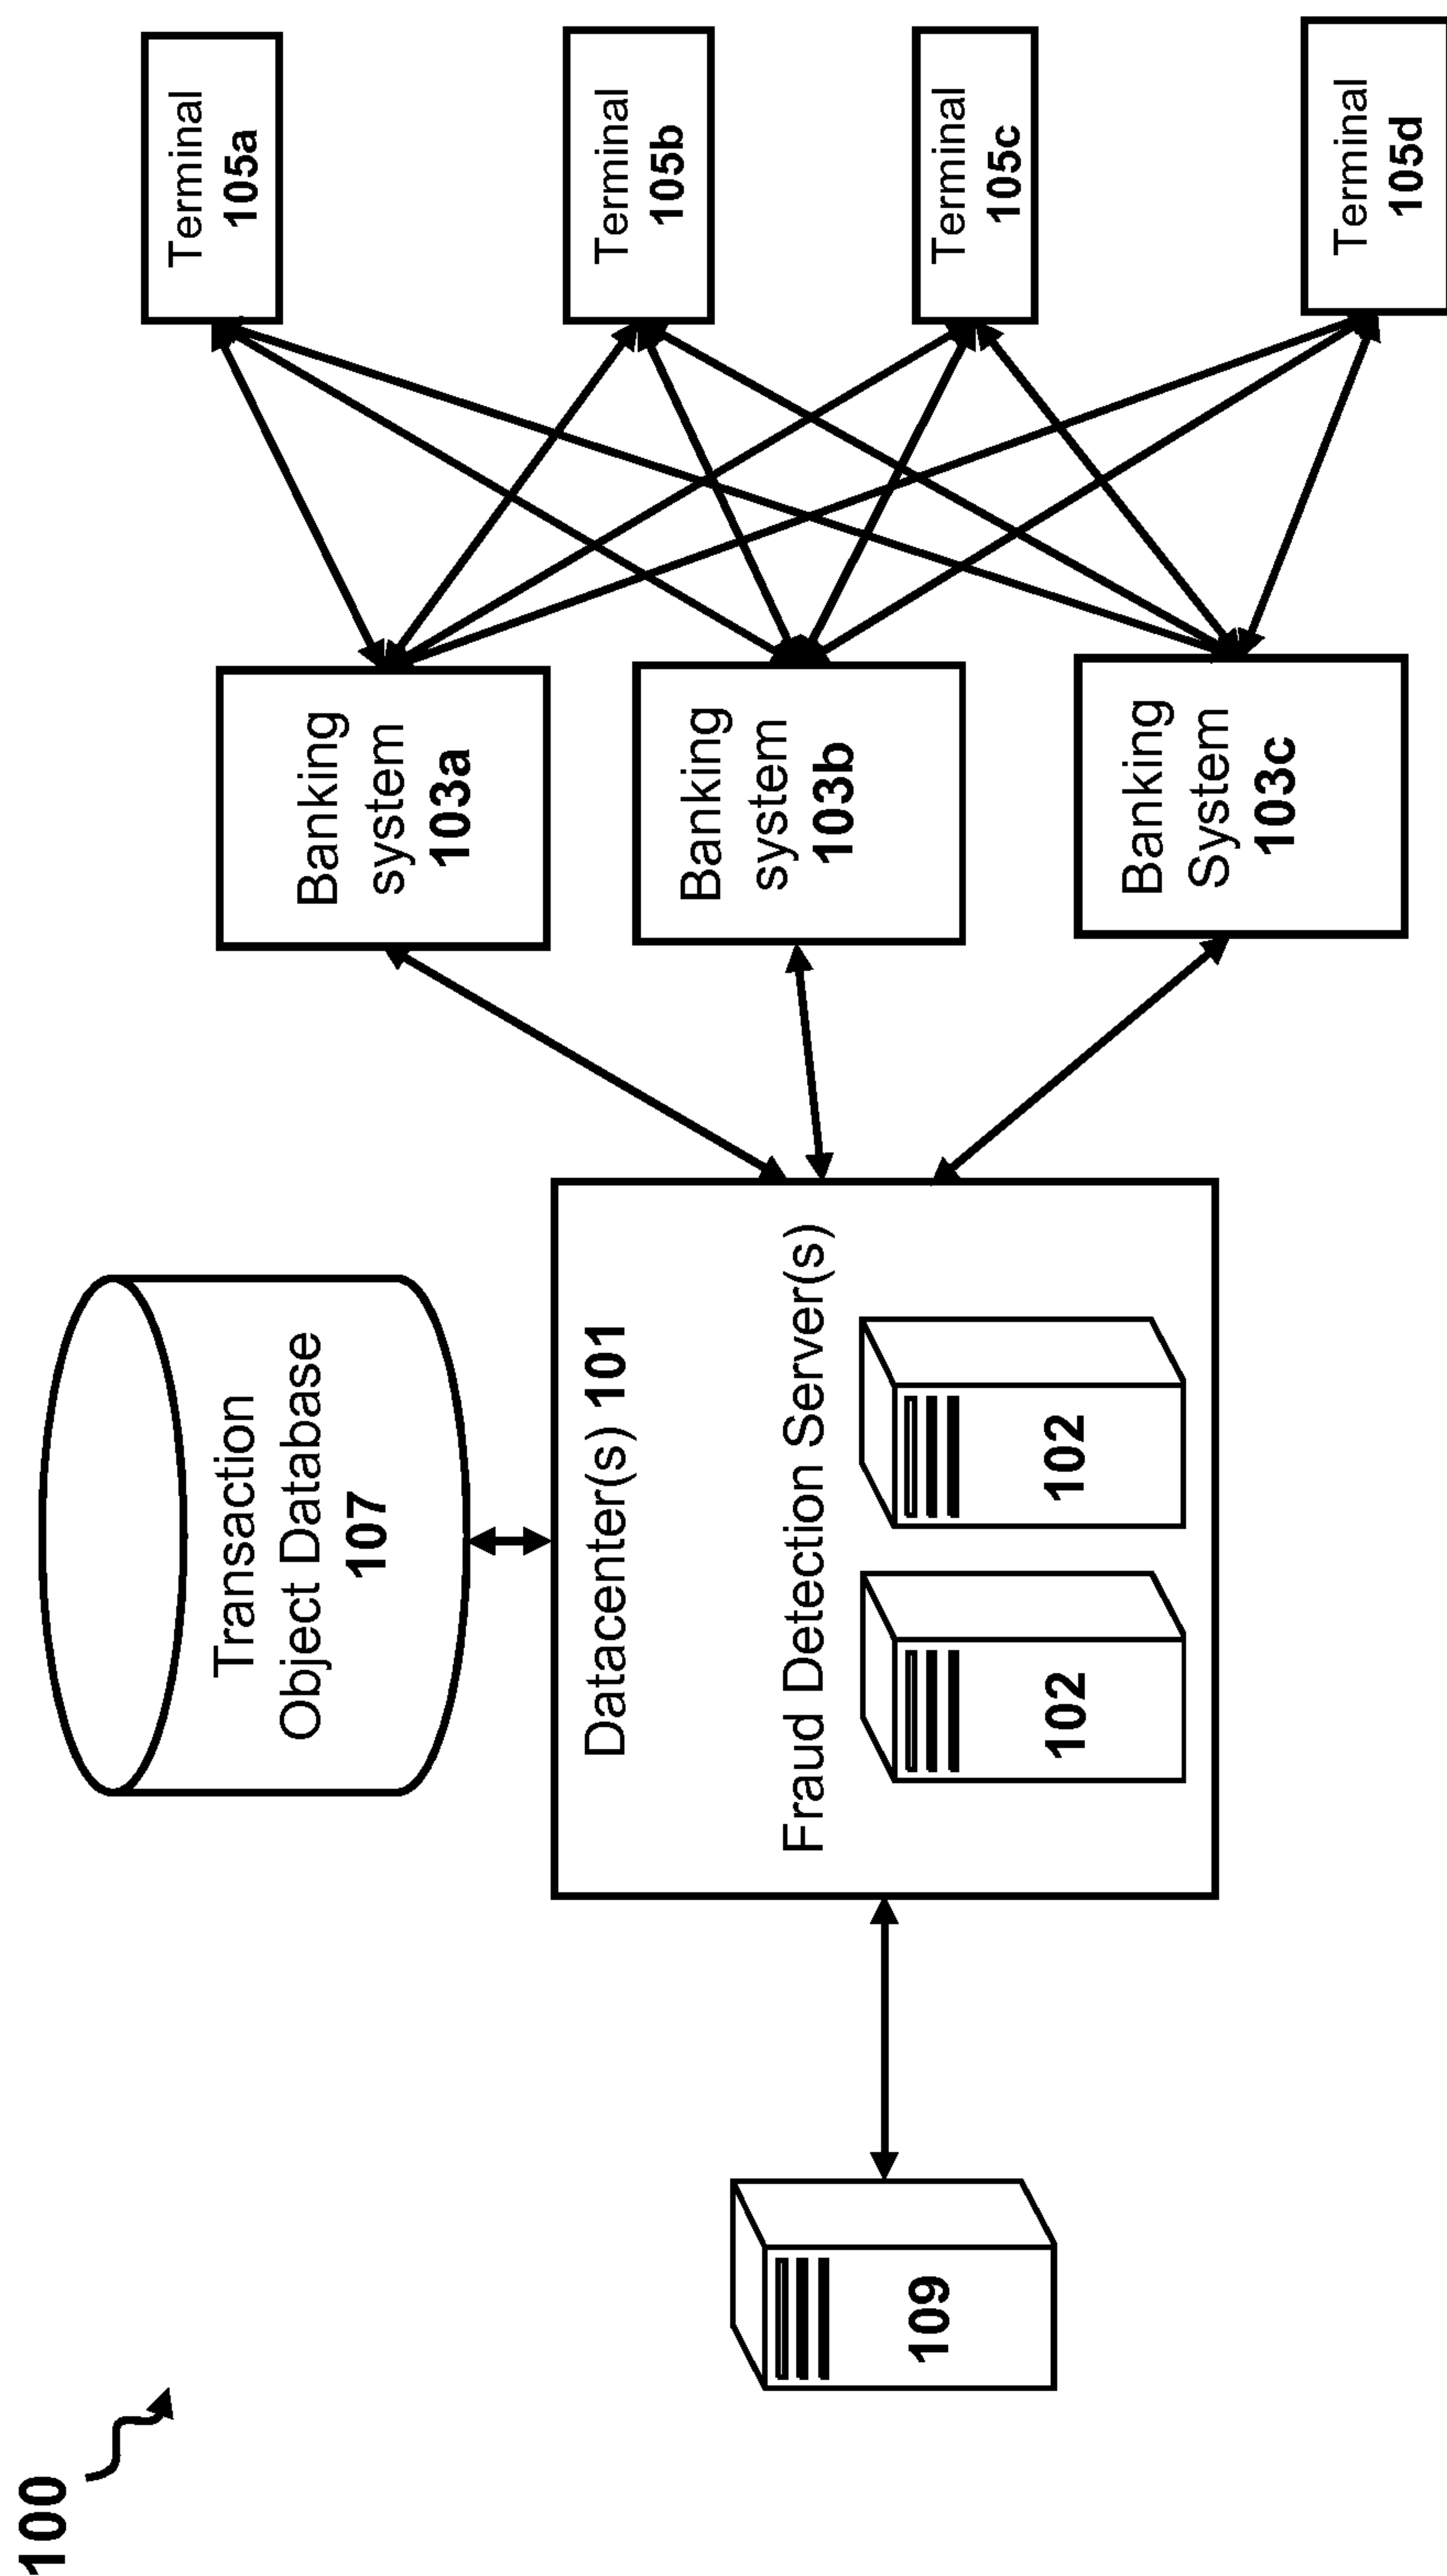 100
Transaction
Object Database
107
Datacenter(s) 101
Fraud Detection Server(s)
102
102
109
Banking
system
103a
Banking
system
103b
Banking
System
103c
Terminal
105a
Terminal
105b
Terminal
105c
Terminal
105d